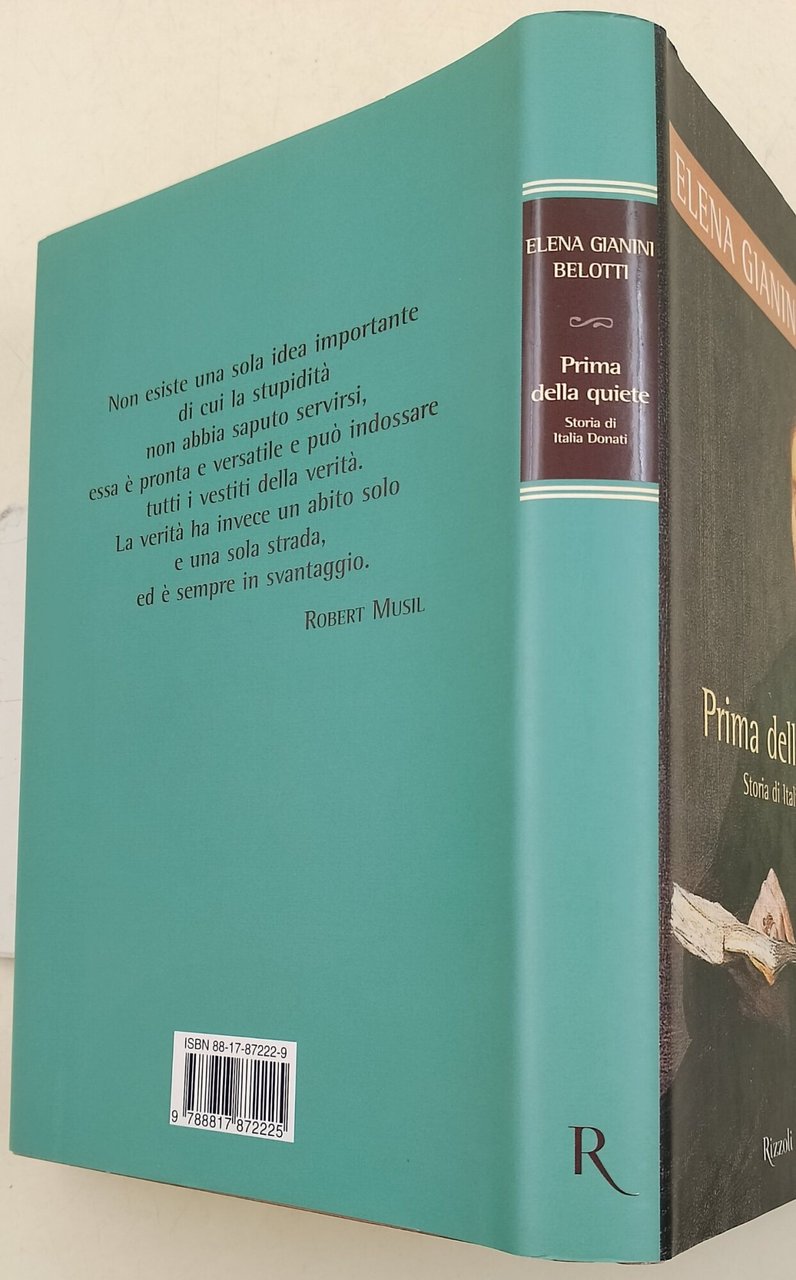 Non esiste una sola idea importante
di cui la stupidità
non abbia saputo servirsi,
essa è pronta e versatile e può indossare
tutti i vestiti della verità.
La verità ha invece un abito solo
e una sola strada,
ed è sempre in svantaggio.
ROBERT MUSIL
ISBN 88-17-87222-9
9 788817 872225
ELENA GIANINI
BELOTTI
Prima
della quiete
Storia di
Italia Donati
R
ELENA GIANIN
Prima dell
Storia di Ital
Rizzoli